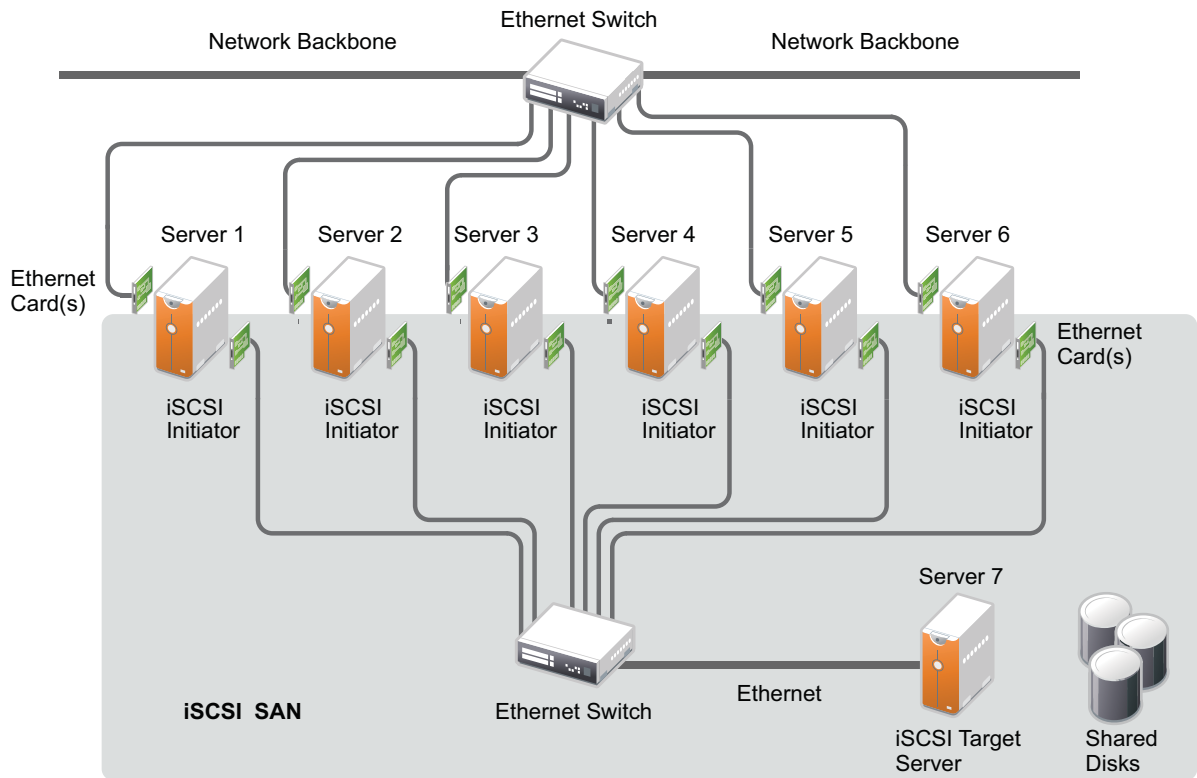 Ethernet Switch
Network Backbone
Network Backbone
Server 1
Server 2
Server 3
Server 4
Server 5
Server 6
Ethernet
Card(s)
Ethernet
Card(s)
iSCSI
Initiator
iSCSI
Initiator
iSCSI
Initiator
iSCSI
Initiator
iSCSI
Initiator
iSCSI
Initiator
Server 7
Ethernet
iSCSI SAN
Ethernet Switch
iSCSI Target
Server
Shared
Disks